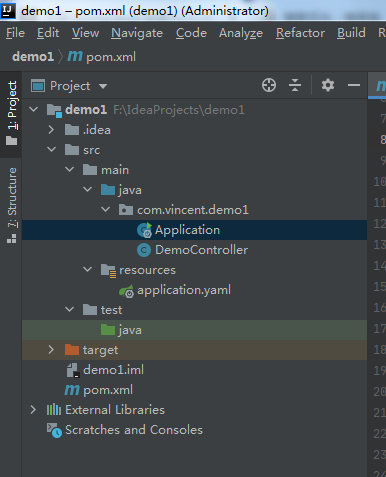 demo1 – pom.xml (demo1) (Administrator)
File Edit View Navigate Code Analyze Refactor Build
demo1 pom.xml
1: Project
7: Structure
Project
demo1 F:\IdeaProjects\demo1
.idea
src
main
java
com.vincent.demo1
Application
DemoController
resources
application.yaml
test
java
target
demo1.iml
pom.xml
External Libraries
Scratches and Consoles
7
8
9
10
11
12
13
14
15
16
17
18
19
20
21
22
23
24